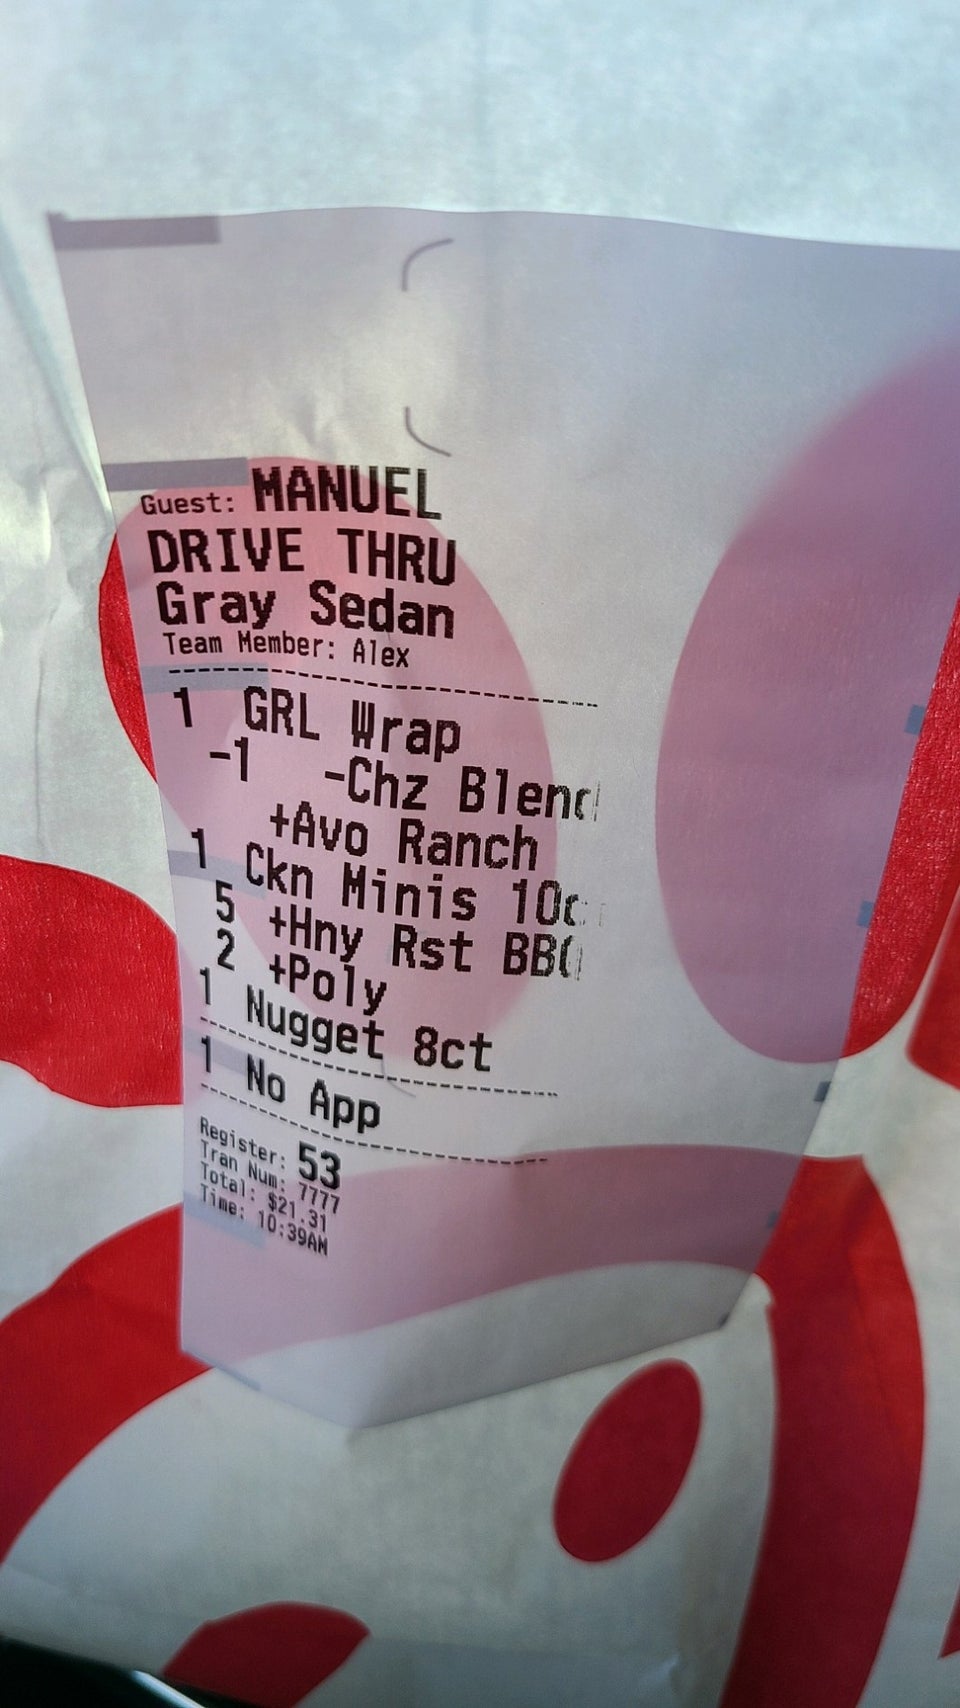 Guest: MANUEL
DRIVE THRU
Gray Sedan
Team Member: Alex
1 GRL Wrap
-1 -Chz Blend
+Avo Ranch
1 Ckn Minis 10c
5 +Hny Rst BBQ
2 +Poly
1 Nugget 8ct
1 No App
Register: 53
Tran Num: 7777
Total: $21.31
Time: 10:39AM